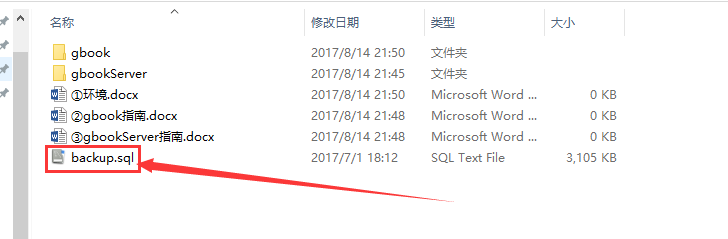 名称 修改日期 类型 大小
gbook 2017/8/14 21:50 文件夹
gbookServer 2017/8/14 21:45 文件夹
①环境.docx 2017/8/14 21:50 Microsoft Word ... 0 KB
②gbook指南.docx 2017/8/14 21:48 Microsoft Word ... 0 KB
③gbookServer指南.docx 2017/8/14 21:48 Microsoft Word ... 0 KB
backup.sql 2017/7/1 18:12 SQL Text File 3,105 KB